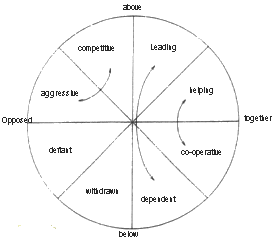 above
competitive
Leading
aggressive
helping
Opposed
together
defiant
co-operative
withdrawn
dependent
below